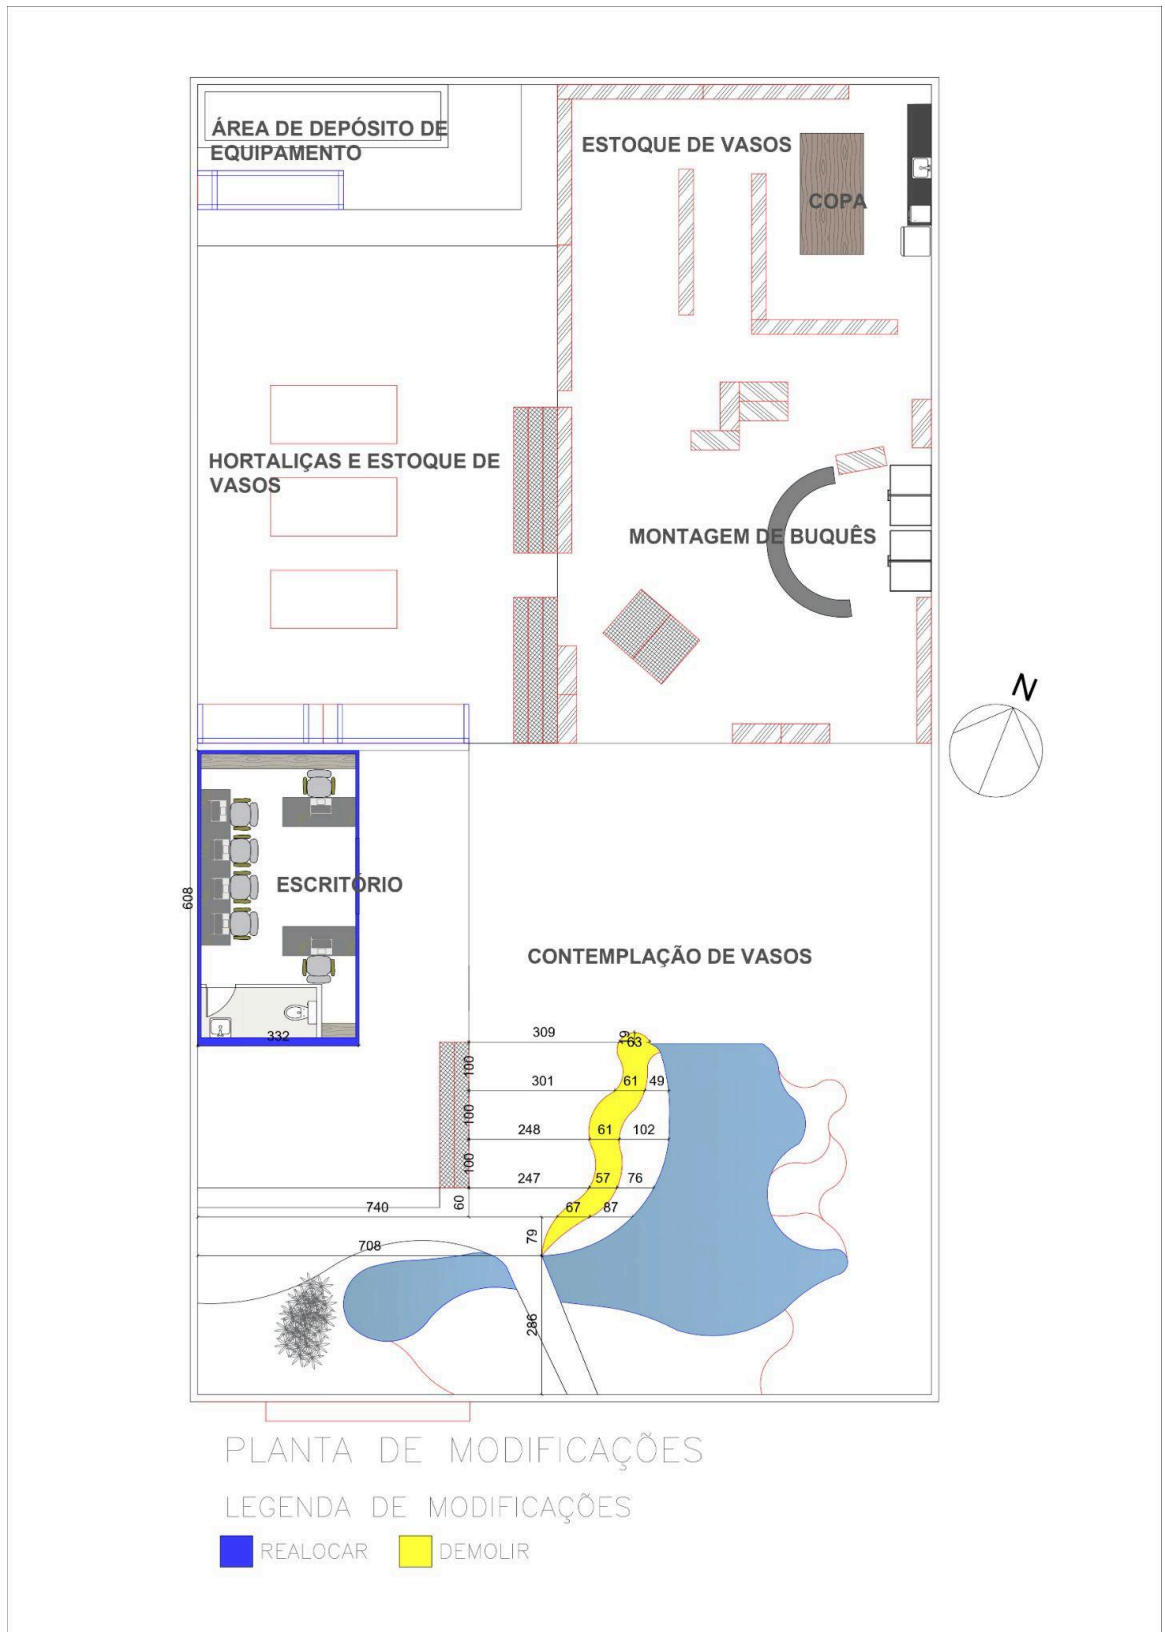 ÁREA DE DEPÓSITO DE
EQUIPAMENTO
ESTOQUE DE VASOS
COPA
HORTALIÇAS E ESTOQUE DE
VASOS
MONTAGEM DE BUQUÊS
N
608
ESCRITÓRIO
332
CONTEMPLAÇÃO DE VASOS
309
19
63
100
301
61
49
100
248
61
102
100
247
57
76
740
60
67
87
708
79
286
PLANTA DE MODIFICAÇÕES
LEGENDA DE MODIFICAÇÕES
REALOCAR
DEMOLIR